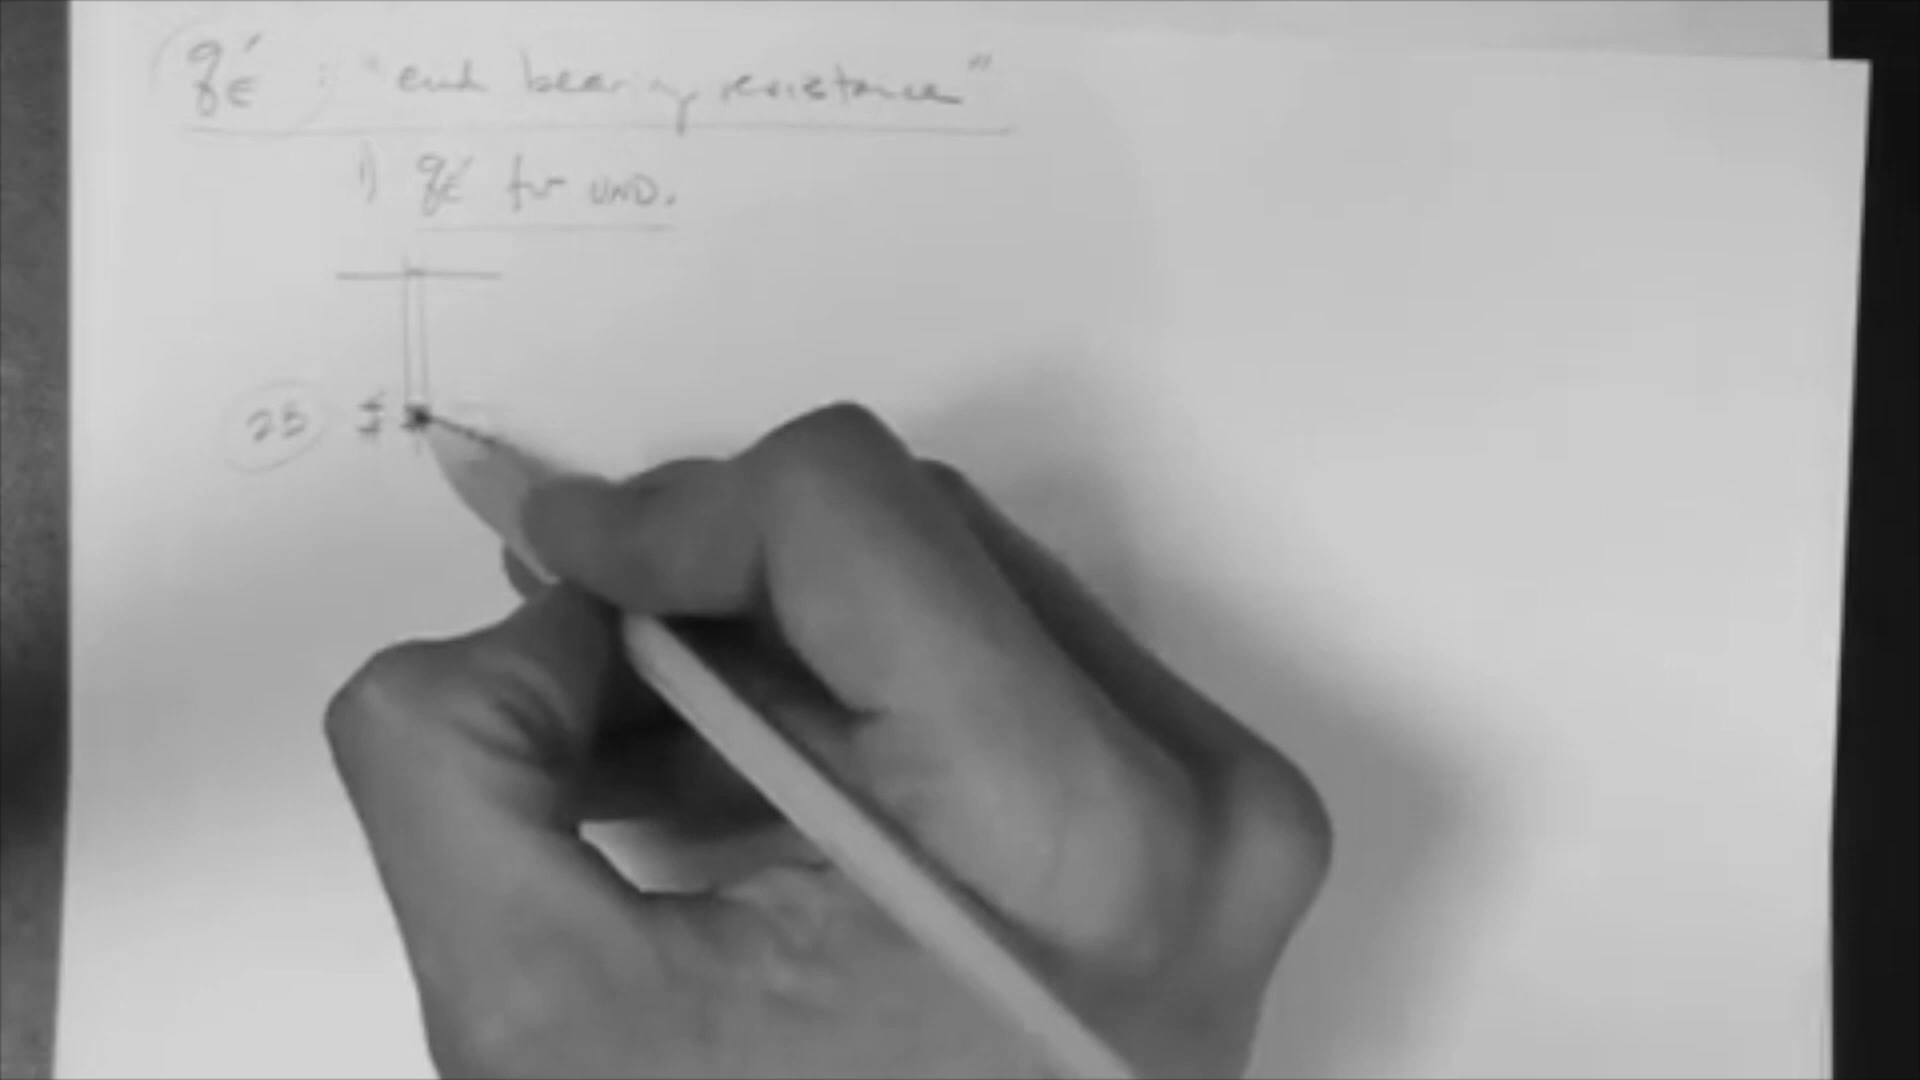 q'E : "end bearing resistance"
1) q'E for UND.
25